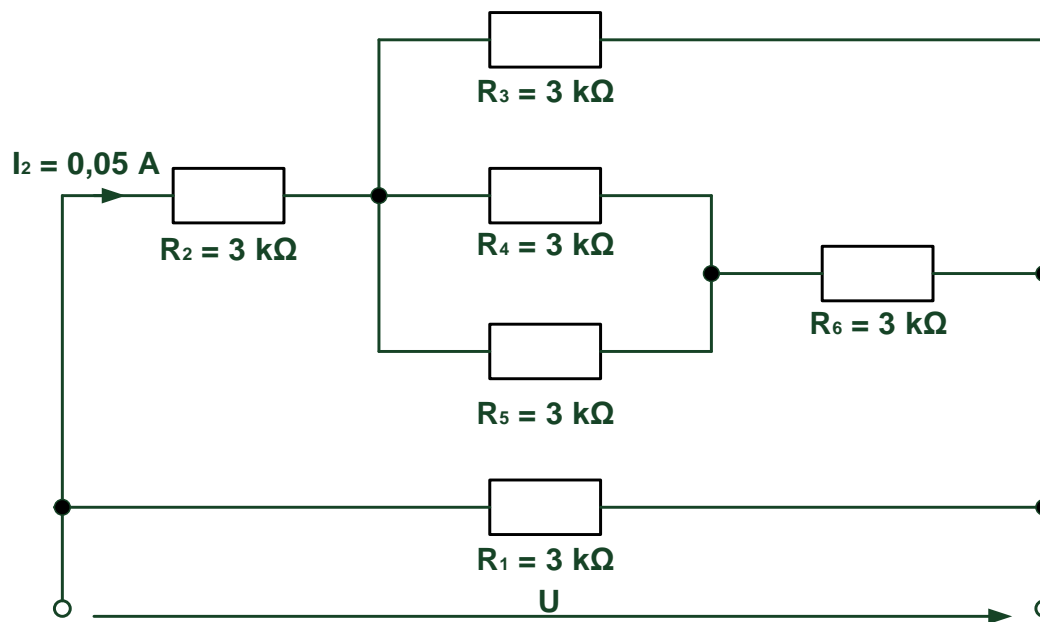 R₃ = 3 kΩ
I₂ = 0,05 A
R₂ = 3 kΩ
R₄ = 3 kΩ
R₆ = 3 kΩ
R₅ = 3 kΩ
R₁ = 3 kΩ
U